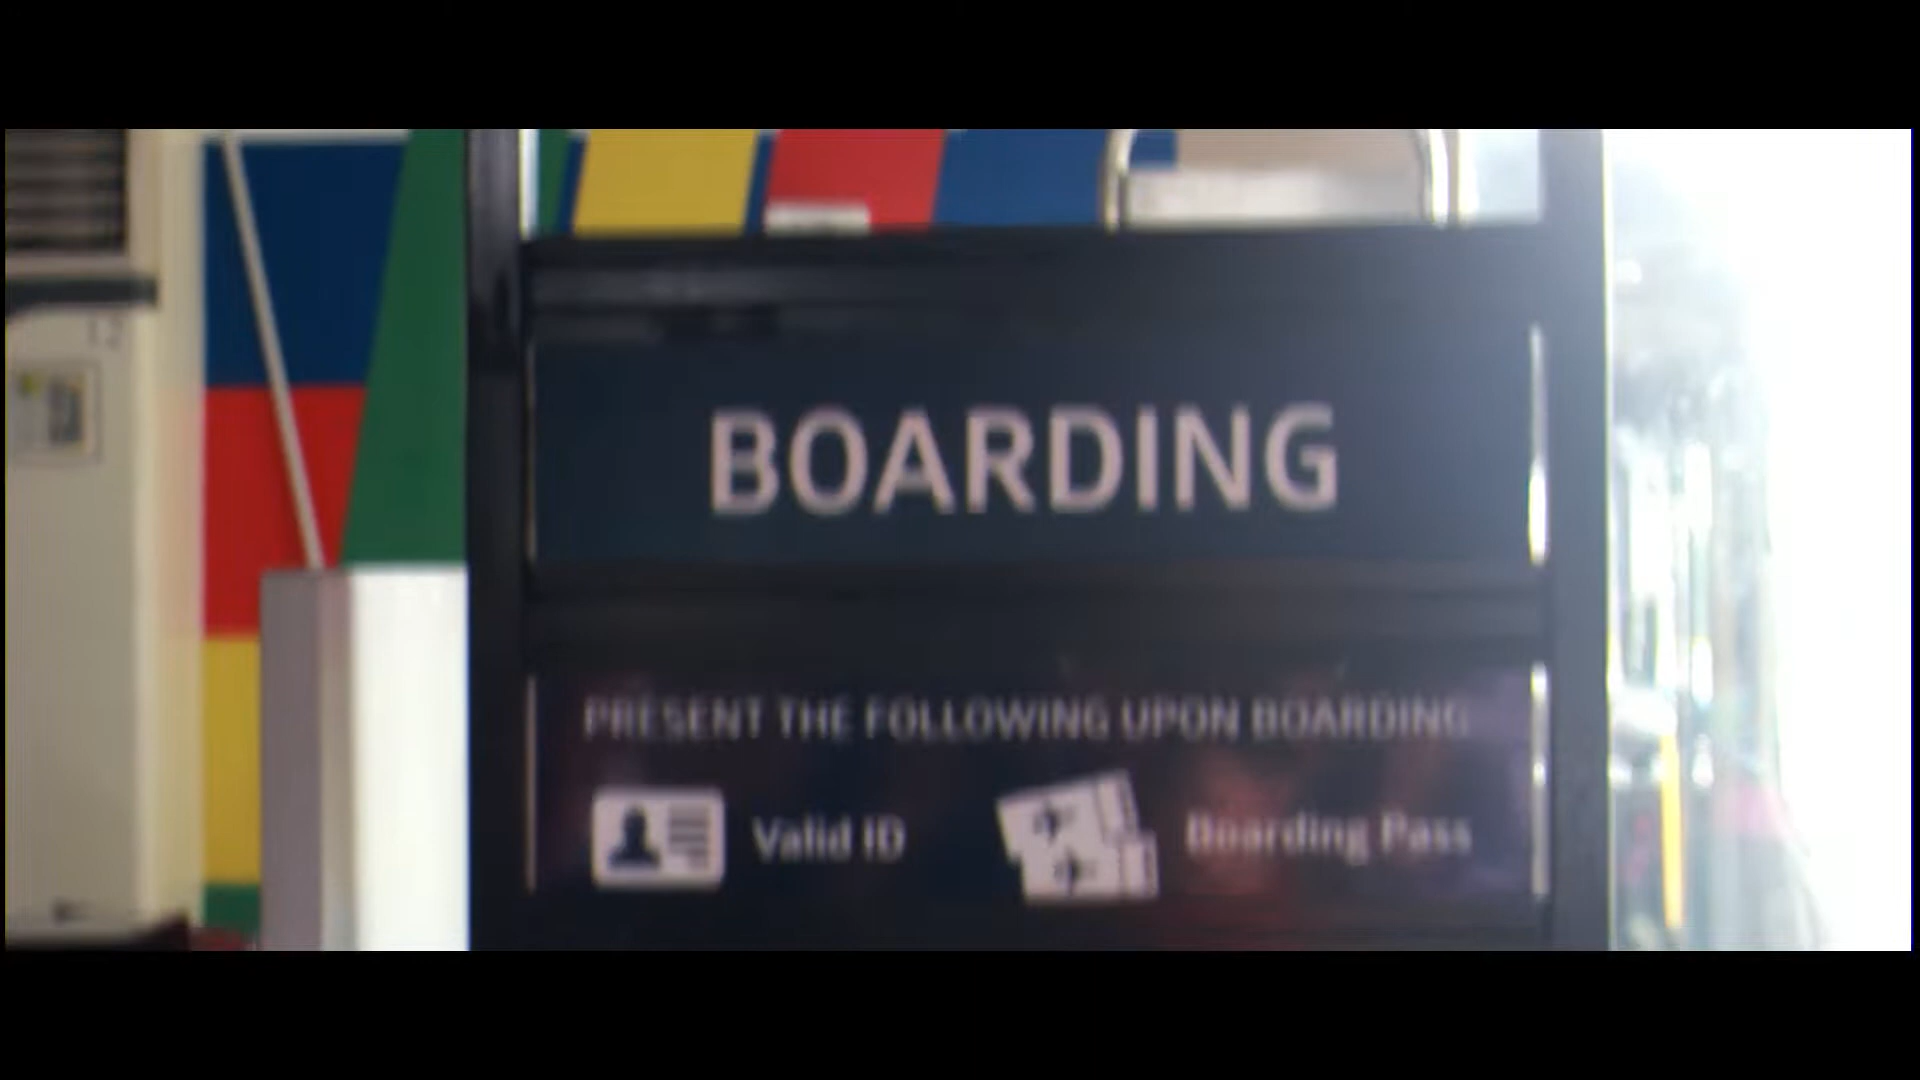 BOARDING
PRESENT THE FOLLOWING UPON BOARDING
Valid ID
Boarding Pass